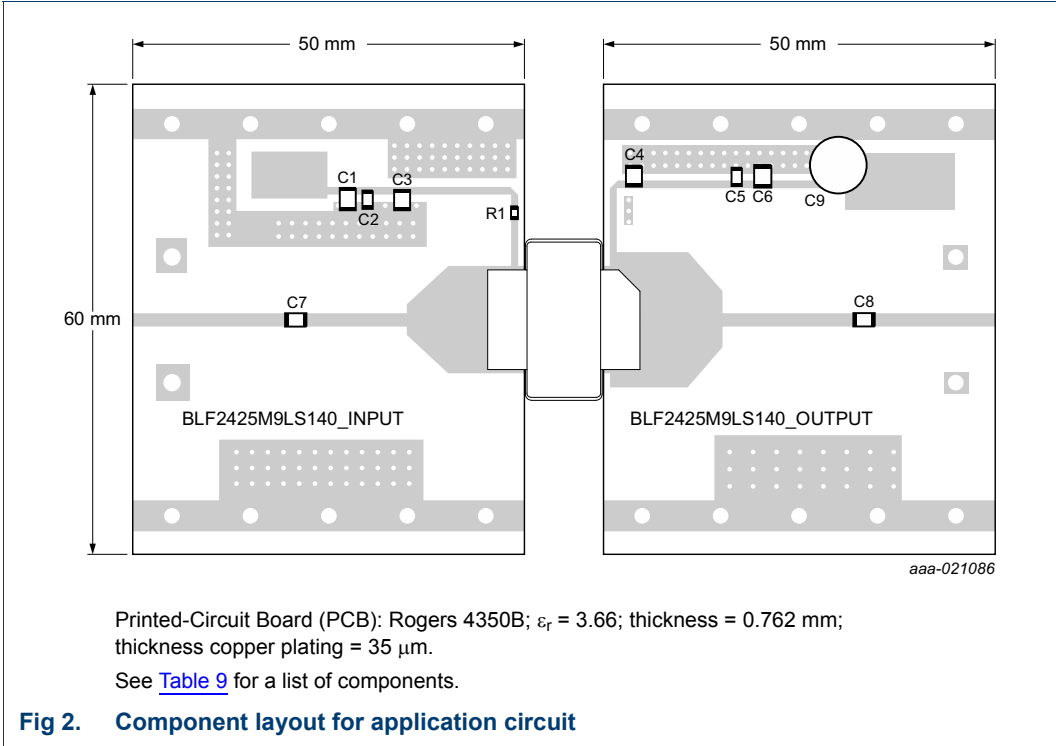 50 mm
50 mm
60 mm
C1
C2
C3
R1
C4
C5
C6
C9
C7
C8
BLF2425M9LS140_INPUT
BLF2425M9LS140_OUTPUT
aaa-021086
Printed-Circuit Board (PCB): Rogers 4350B; εr = 3.66; thickness = 0.762 mm;
thickness copper plating = 35 μm.
See Table 9 for a list of components.
Fig 2. Component layout for application circuit